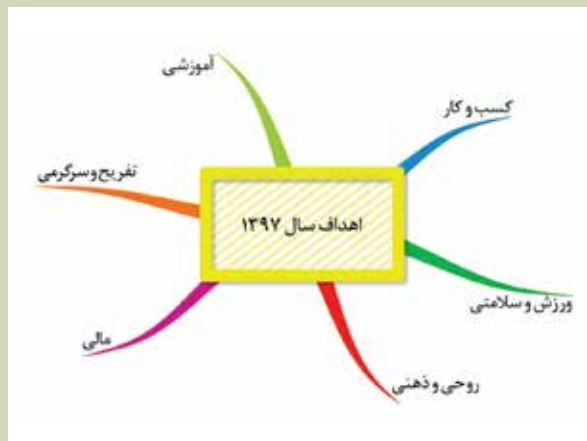 آموزشی
کسب و کار
تفریح و سرگرمی
اهداف سال ۱۳۹۷
ورزش و سلامتی
مالی
روحی و ذهنی